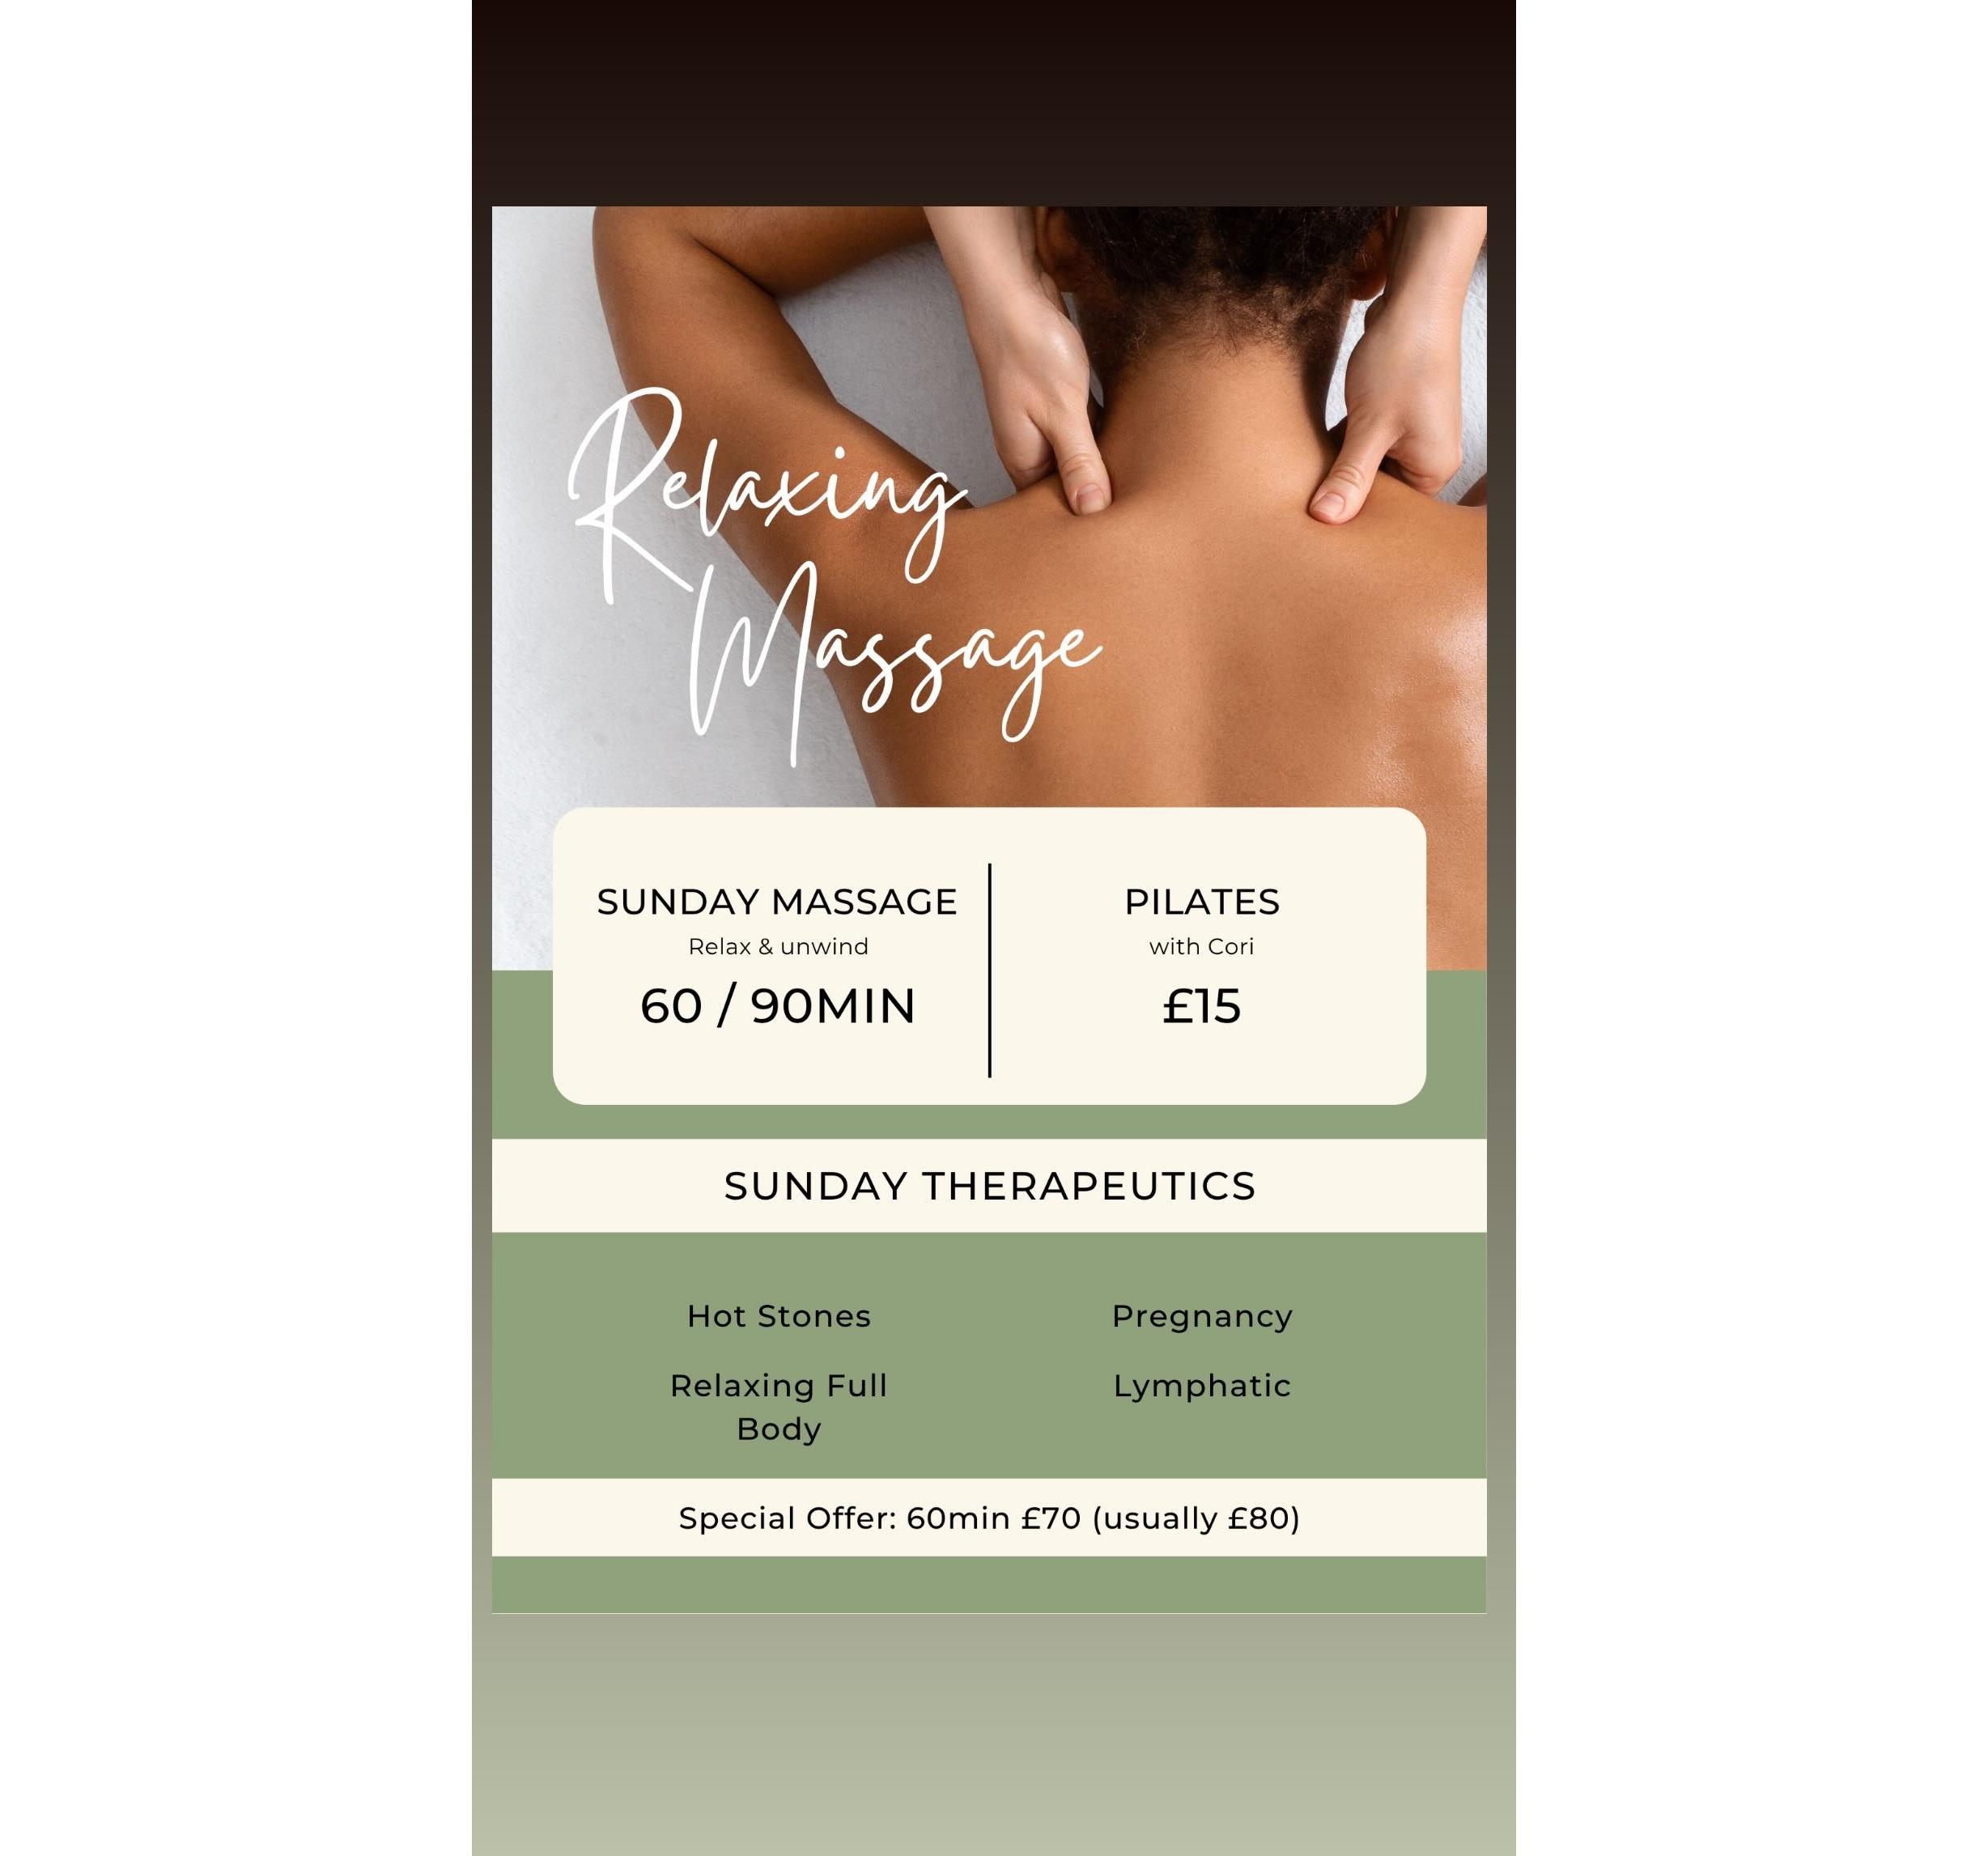 Relaxing
Massage
SUNDAY MASSAGE
Relax & unwind
60 / 90MIN
PILATES
with Cori
£15
SUNDAY THERAPEUTICS
Hot Stones
Relaxing Full
Body
Pregnancy
Lymphatic
Special Offer: 60min £70 (usually £80)